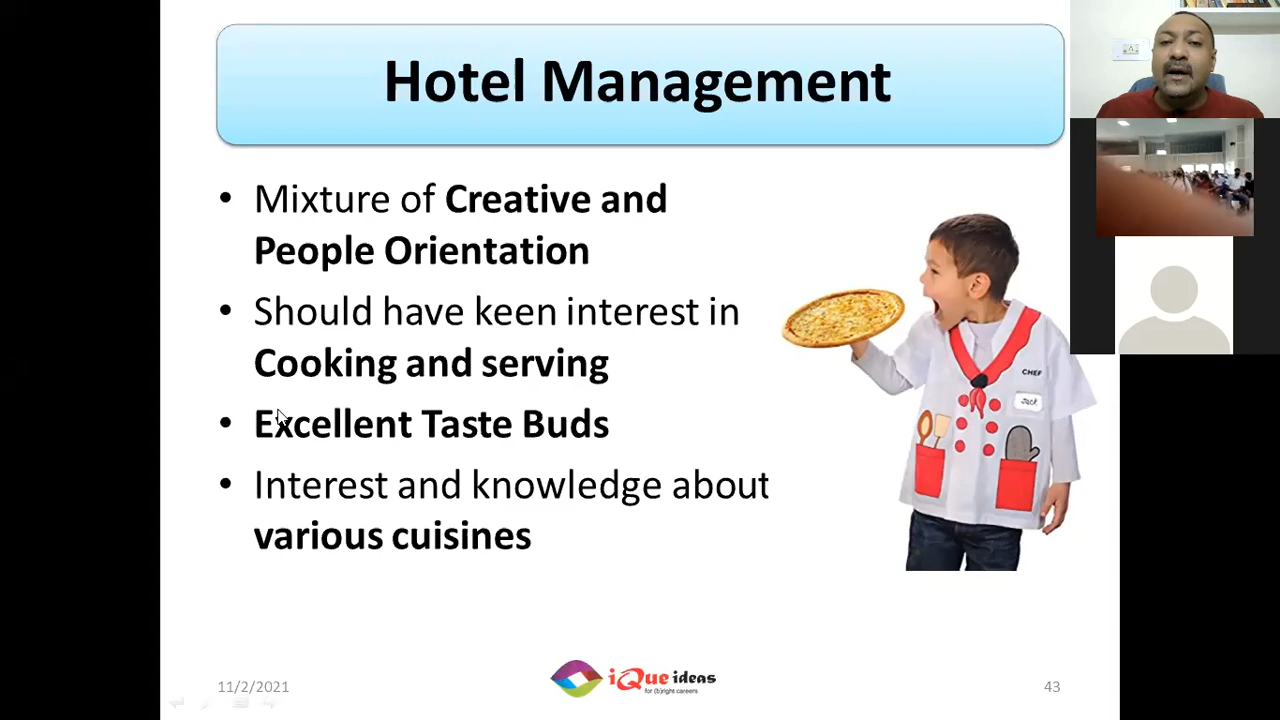 Hotel Management
• Mixture of Creative and
People Orientation
• Should have keen interest in
Cooking and serving
• Excellent Taste Buds
• Interest and knowledge about
various cuisines
CHEF
Jack
11/2/2021
iQue ideas
for (b)right careers
43